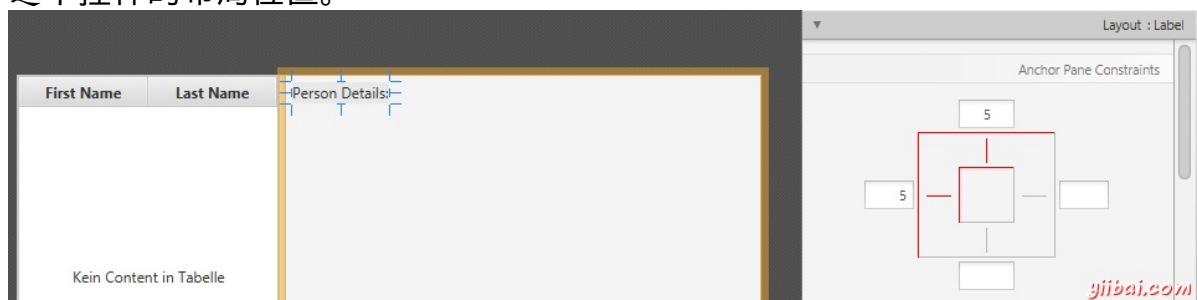 Layout : Label
Anchor Pane Constraints
First Name Last Name
Person Details:
5
5
Kein Content in Tabelle
yiibai.com